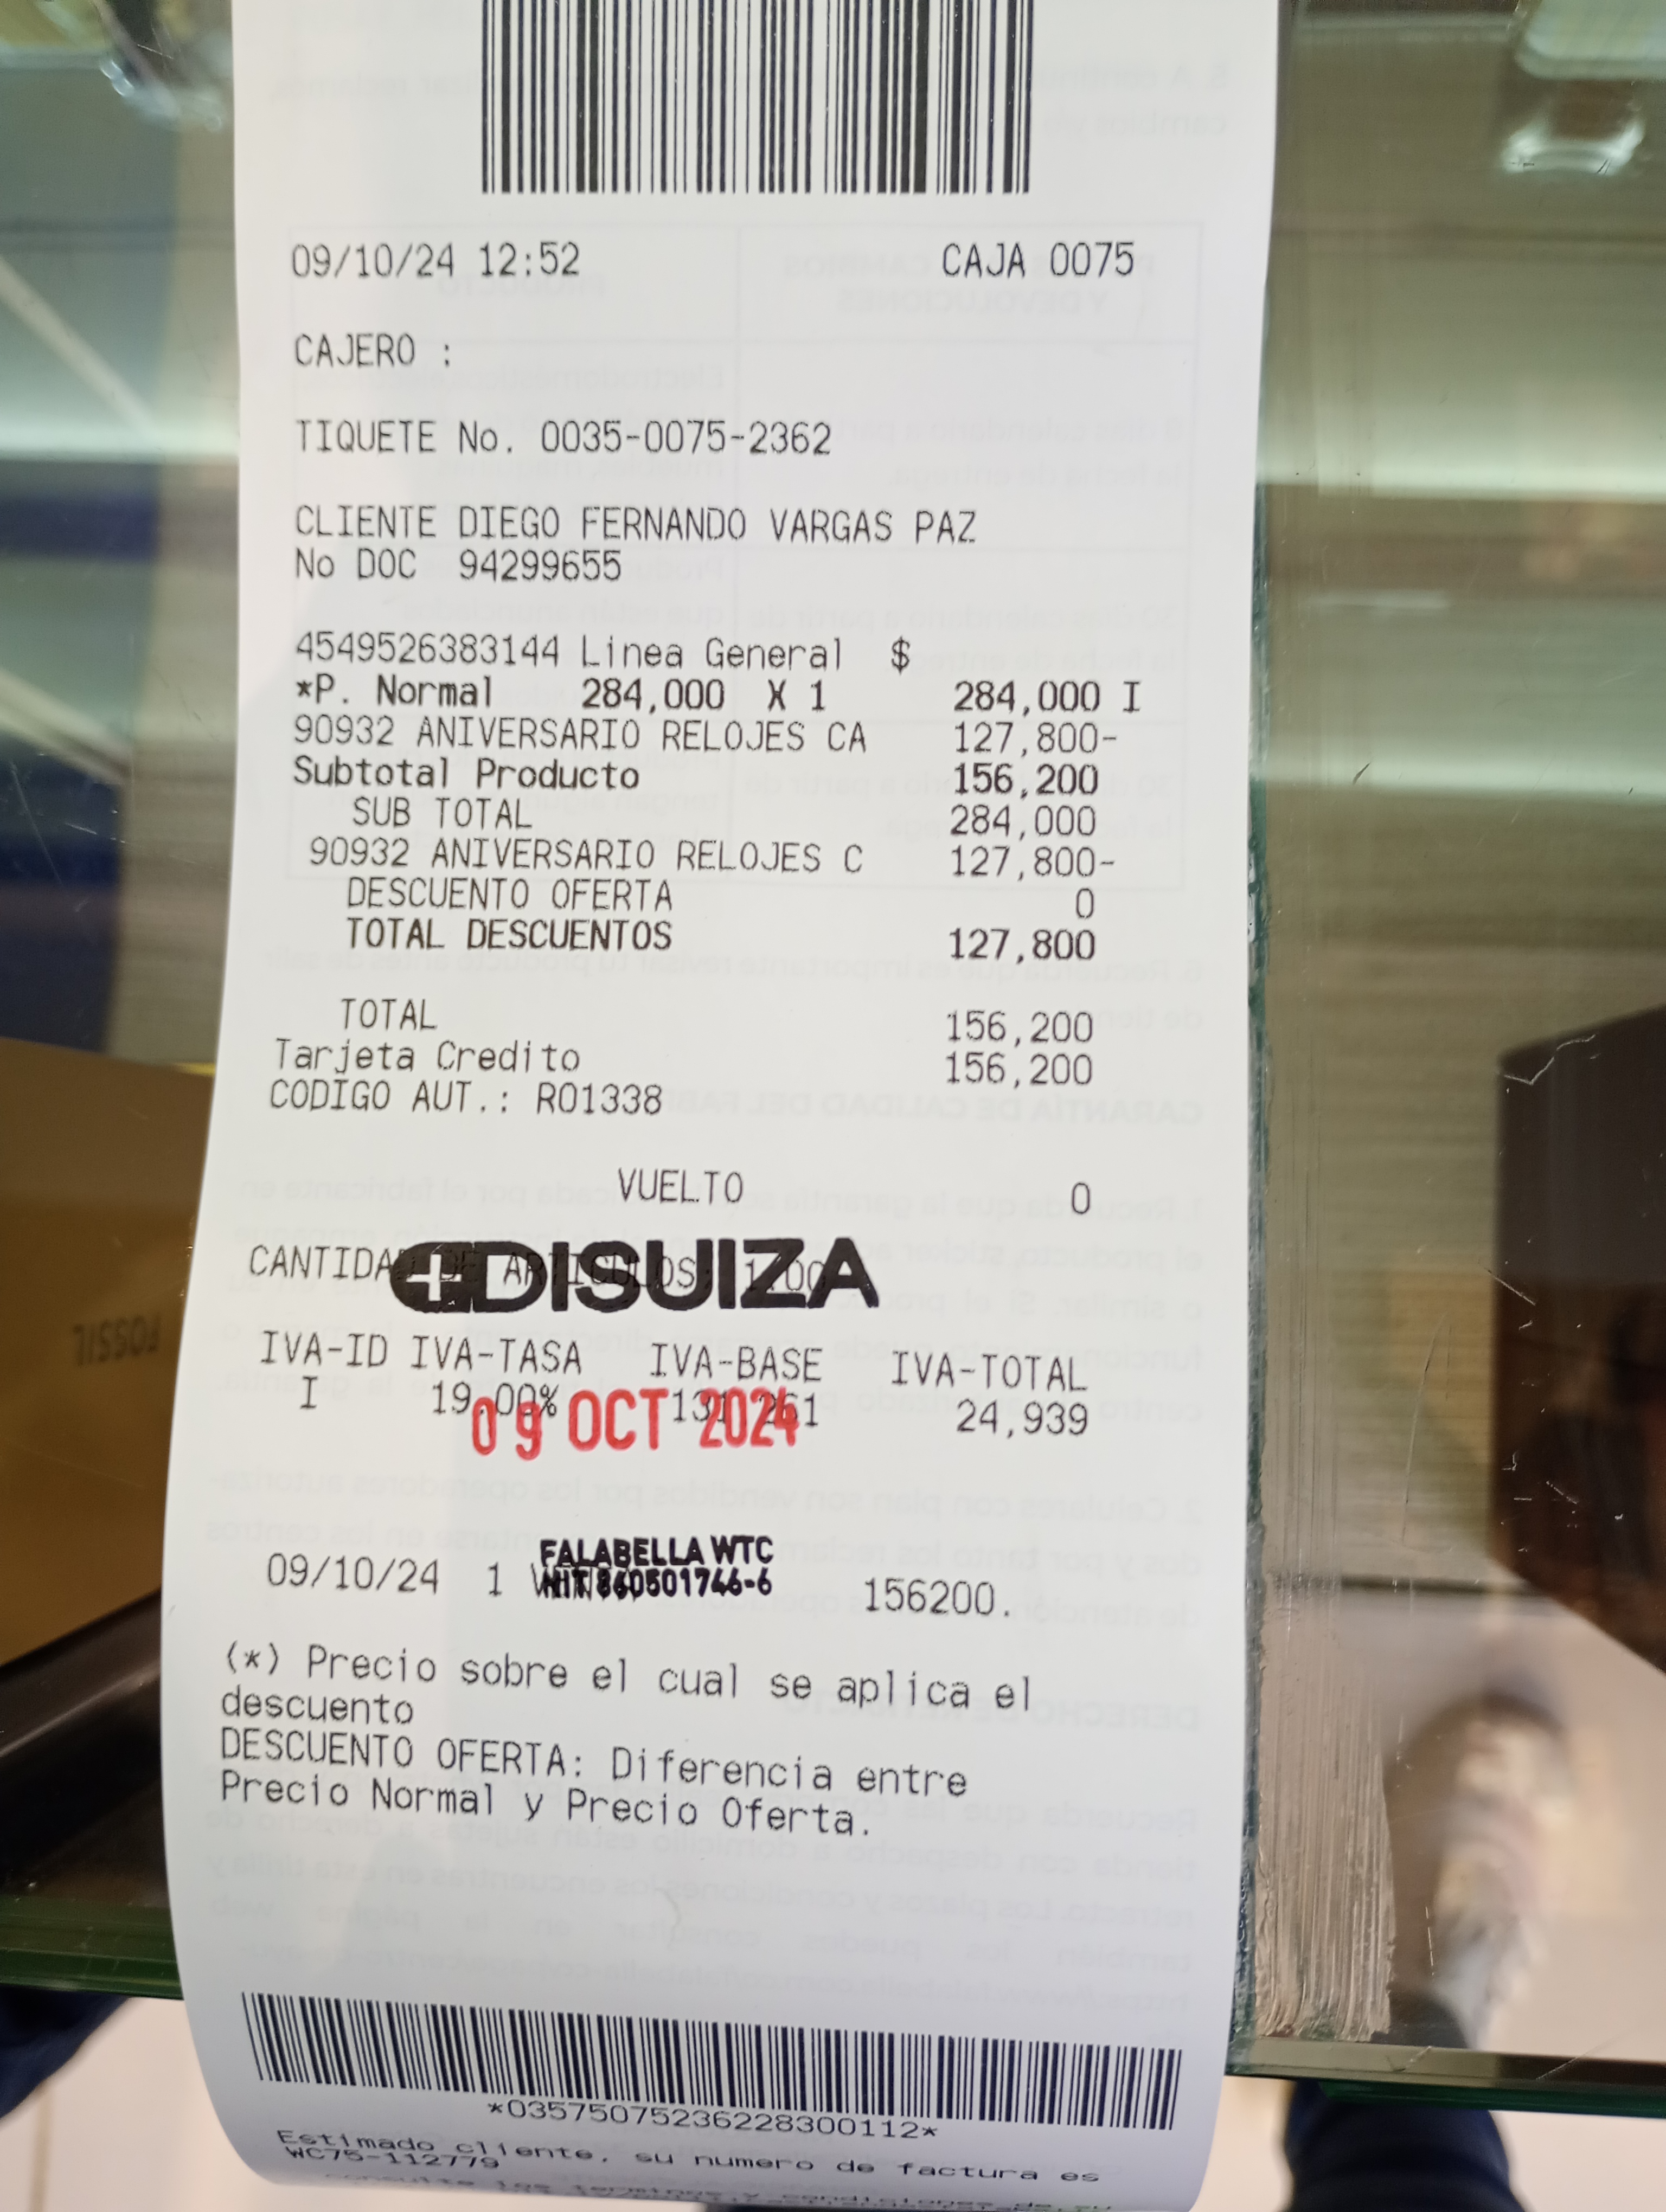 09/10/24 12:52 CAJA 0075
CAJERO :
TIQUETE No. 0035-0075-2362
CLIENTE DIEGO FERNANDO VARGAS PAZ
No DOC 94299655
4549526383144 Linea General $
*P. Normal 284,000 X 1 284,000 I
90932 ANIVERSARIO RELOJES CA 127,800-
Subtotal Producto 156,200
SUB TOTAL 284,000
90932 ANIVERSARIO RELOJES C 127,800-
DESCUENTO OFERTA 0
TOTAL DESCUENTOS 127,800
TOTAL 156,200
Tarjeta Credito 156,200
CODIGO AUT.: R01338
VUELTO 0
CANTIDAD DE ARTICULOS:
DISUIZA
IVA-ID IVA-TASA IVA-BASE IVA-TOTAL
I 19.00% 24,939
09 OCT 2024
FALABELLA WTC
NIT 860501746-6
09/10/24 1 156200.
(*) Precio sobre el cual se aplica el
descuento
DESCUENTO OFERTA: Diferencia entre
Precio Normal y Precio Oferta.
*03575075236228300112*
Estimado cliente, su numero de factura es
WC75-112779
FOSSIL